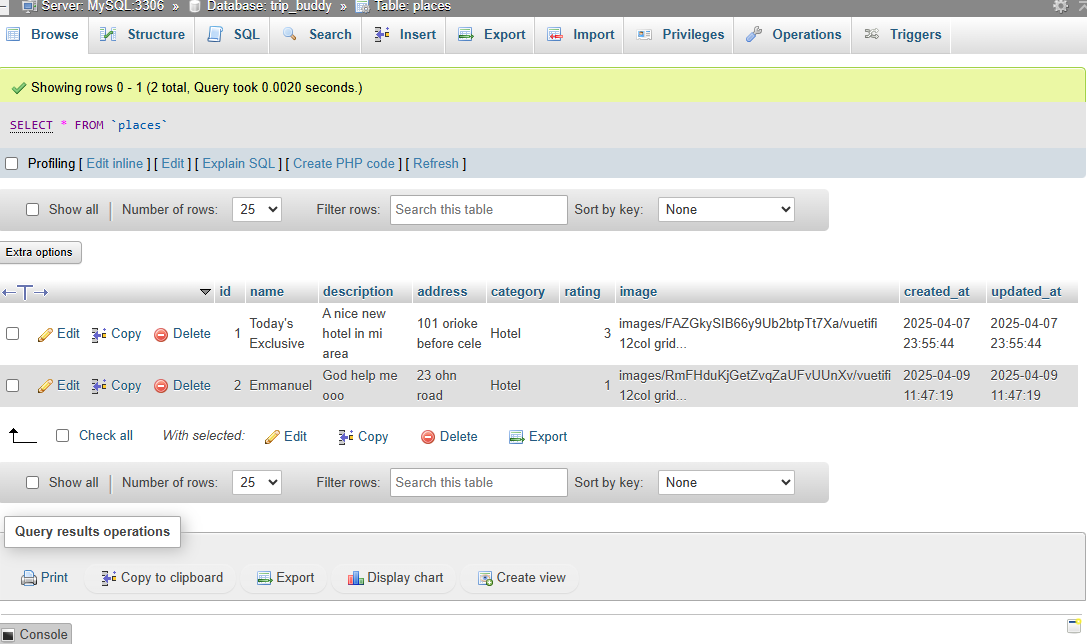 Server: MySQL:3306 » Database: trip_buddy » Table: places
Browse Structure SQL Search Insert Export Import Privileges Operations Triggers
Showing rows 0 - 1 (2 total, Query took 0.0020 seconds.)
SELECT * FROM `places`
Profiling [ Edit inline ] [ Edit ] [ Explain SQL ] [ Create PHP code ] [ Refresh ]
Show all Number of rows: 25 Filter rows: Search this table Sort by key: None
Extra options
←T→ id name description address category rating image created_at updated_at
Edit Copy Delete 1 Today's Exclusive A nice new hotel in mi area 101 orioke before cele Hotel 3 images/FAZGkySIB66y9Ub2btpTt7Xa/vuetifi 12col grid... 2025-04-07 23:55:44 2025-04-07 23:55:44
Edit Copy Delete 2 Emmanuel God help me ooo 23 ohn road Hotel 1 images/RmFHduKjGetZvqZaUFvUUnXv/vuetifi 12col grid... 2025-04-09 11:47:19 2025-04-09 11:47:19
Check all With selected: Edit Copy Delete Export
Show all Number of rows: 25 Filter rows: Search this table Sort by key: None
Query results operations
Print Copy to clipboard Export Display chart Create view
Console